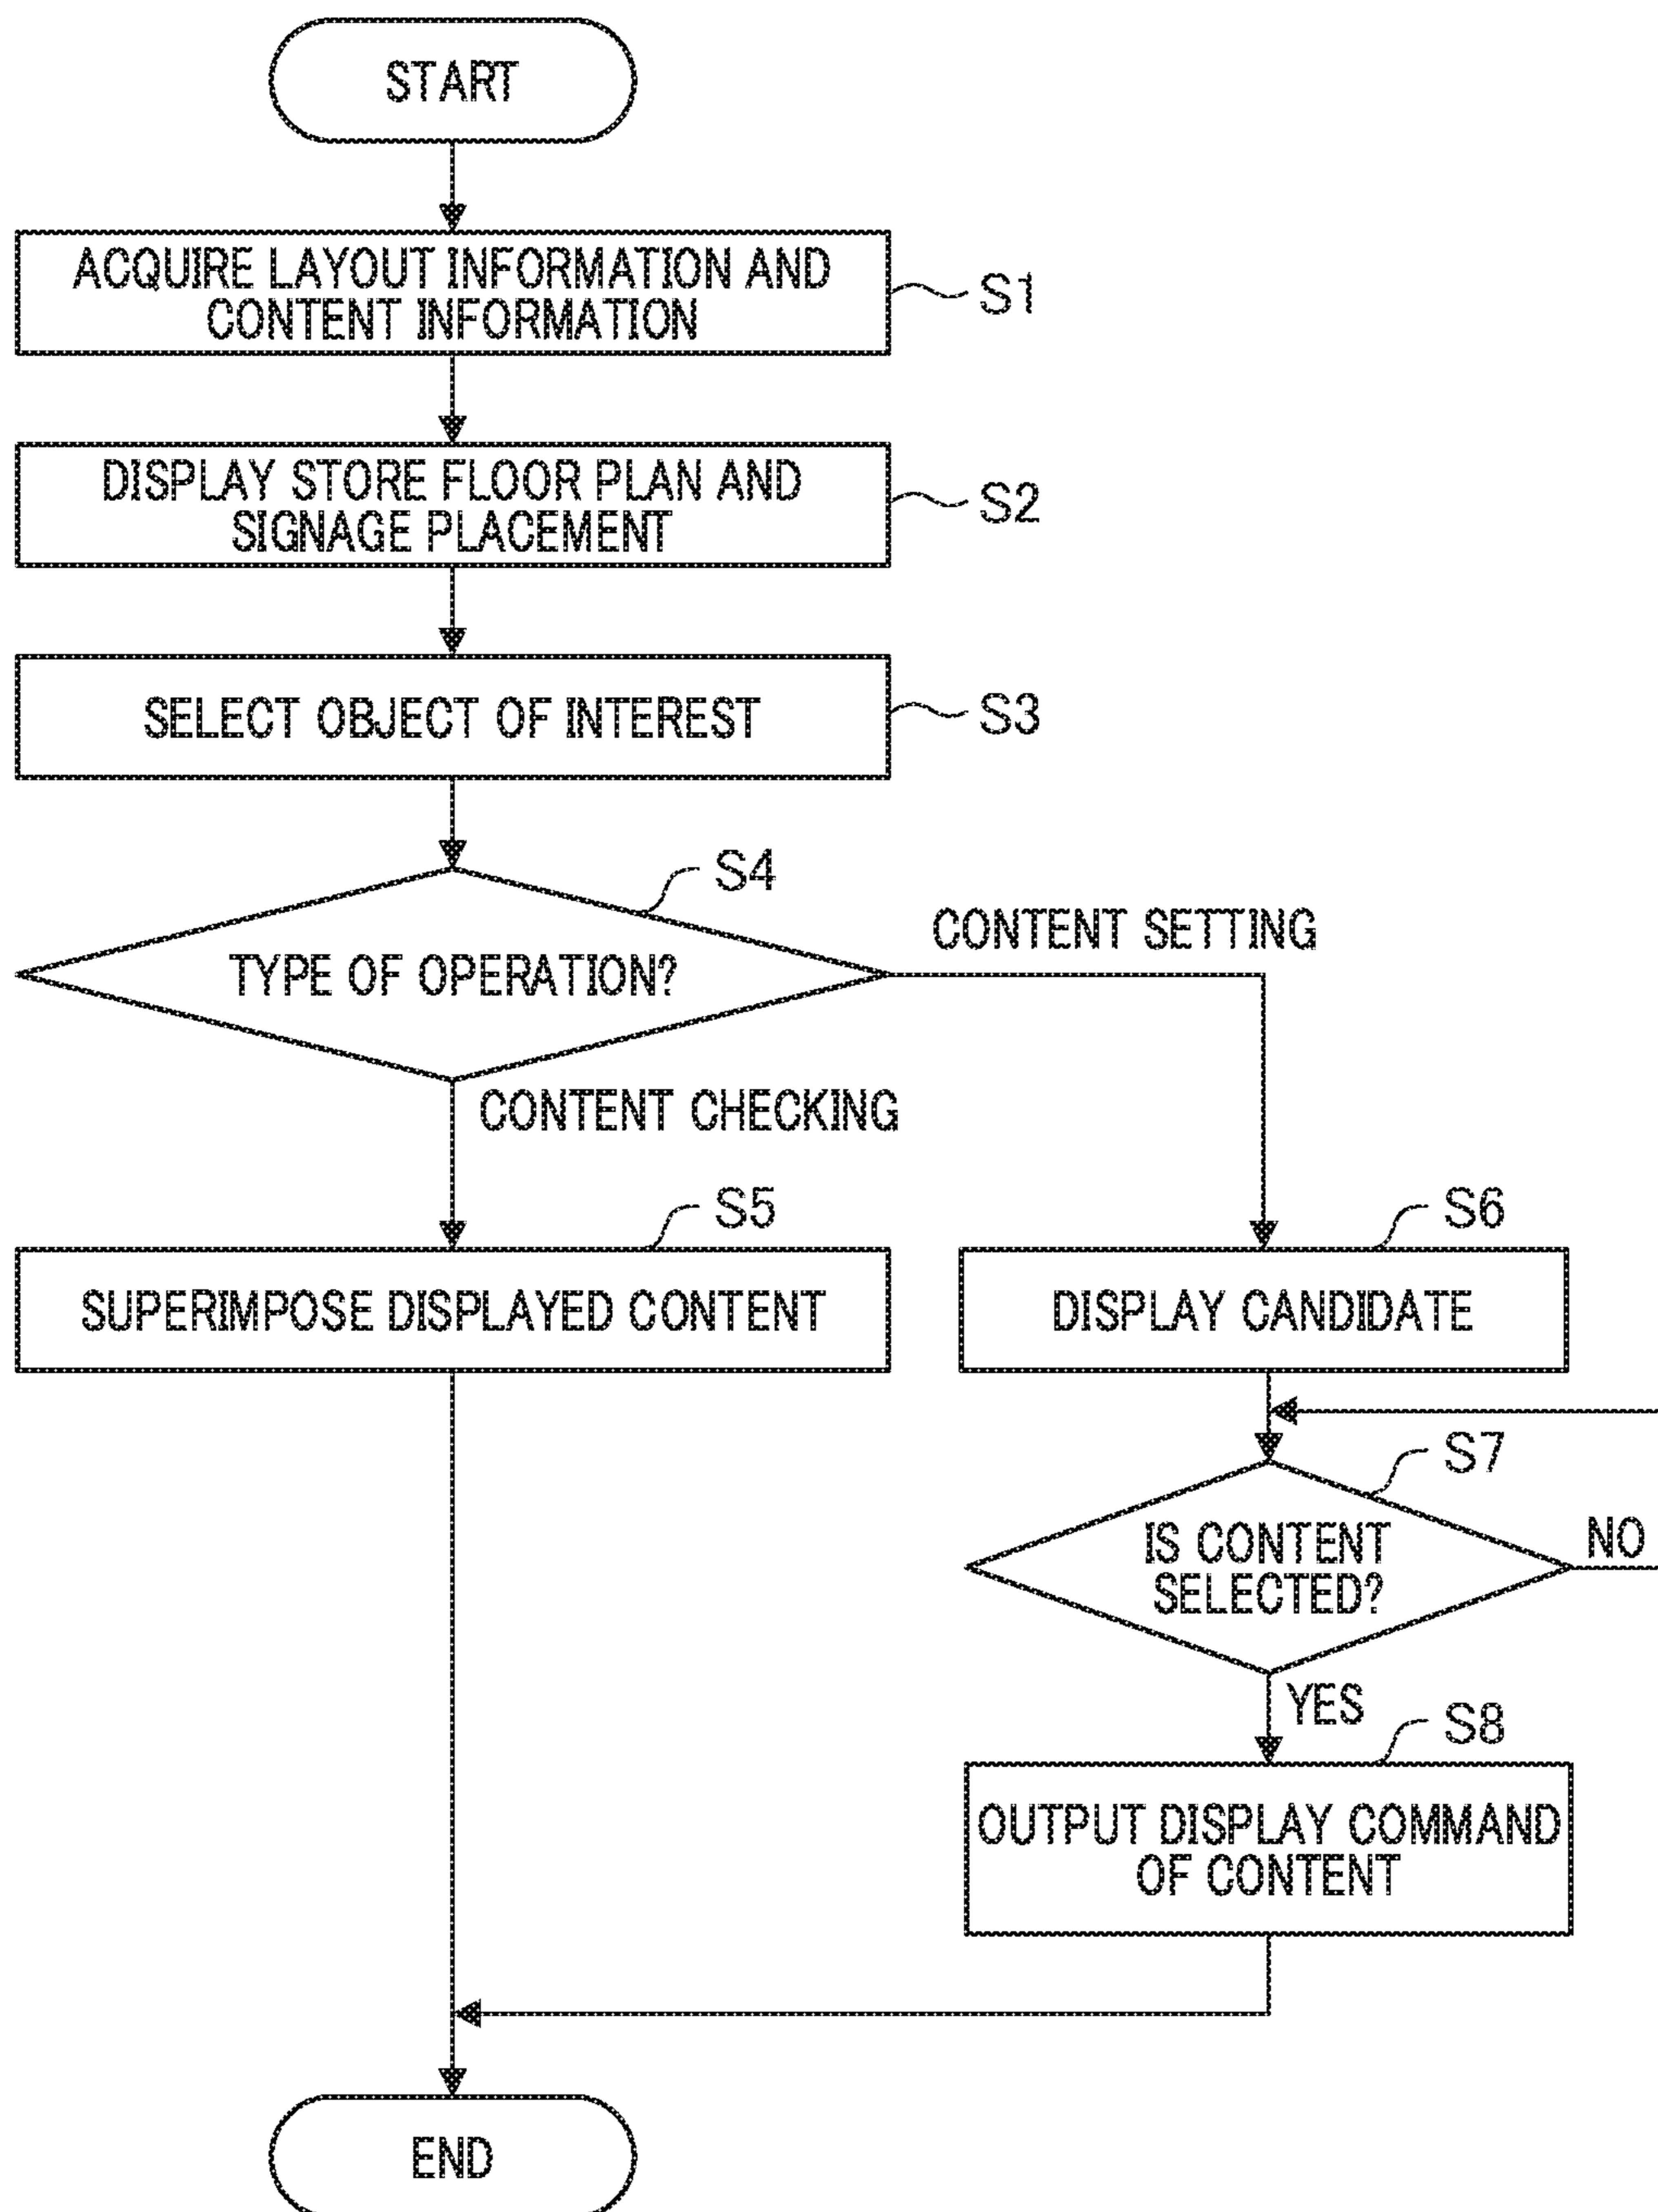 START
ACQUIRE LAYOUT INFORMATION AND
CONTENT INFORMATION
S1
DISPLAY STORE FLOOR PLAN AND
SIGNAGE PLACEMENT
S2
SELECT OBJECT OF INTEREST
S3
S4
TYPE OF OPERATION?
CONTENT SETTING
CONTENT CHECKING
S5
SUPERIMPOSE DISPLAYED CONTENT
S6
DISPLAY CANDIDATE
S7
IS CONTENT
SELECTED?
NO
YES
S8
OUTPUT DISPLAY COMMAND
OF CONTENT
END